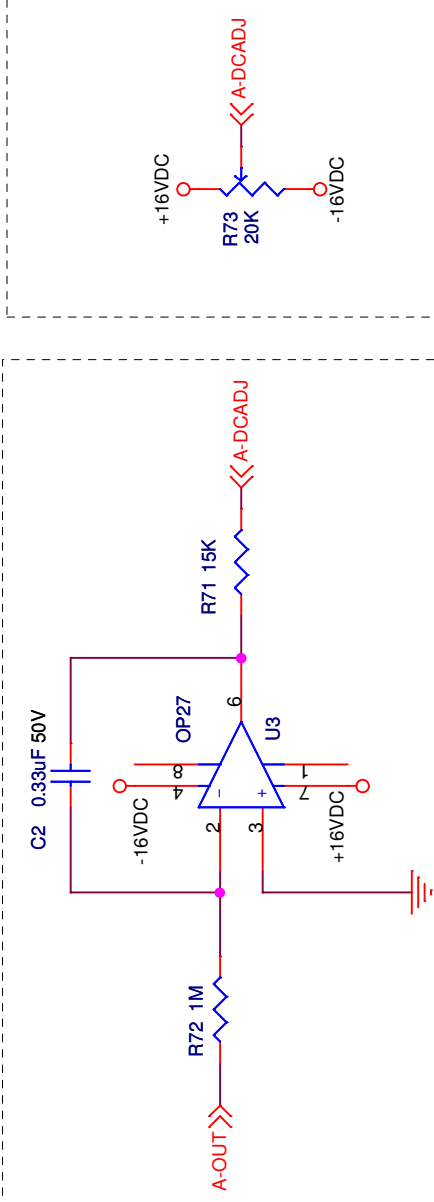 +16VDC
R73
20K
-16VDC
A-DCADJ
C2 0.33uF 50V
-16VDC
OP27
8
4
-
2
6
3
+
U3
7
1
+16VDC
R71 15K
A-DCADJ
R72 1M
A-OUT